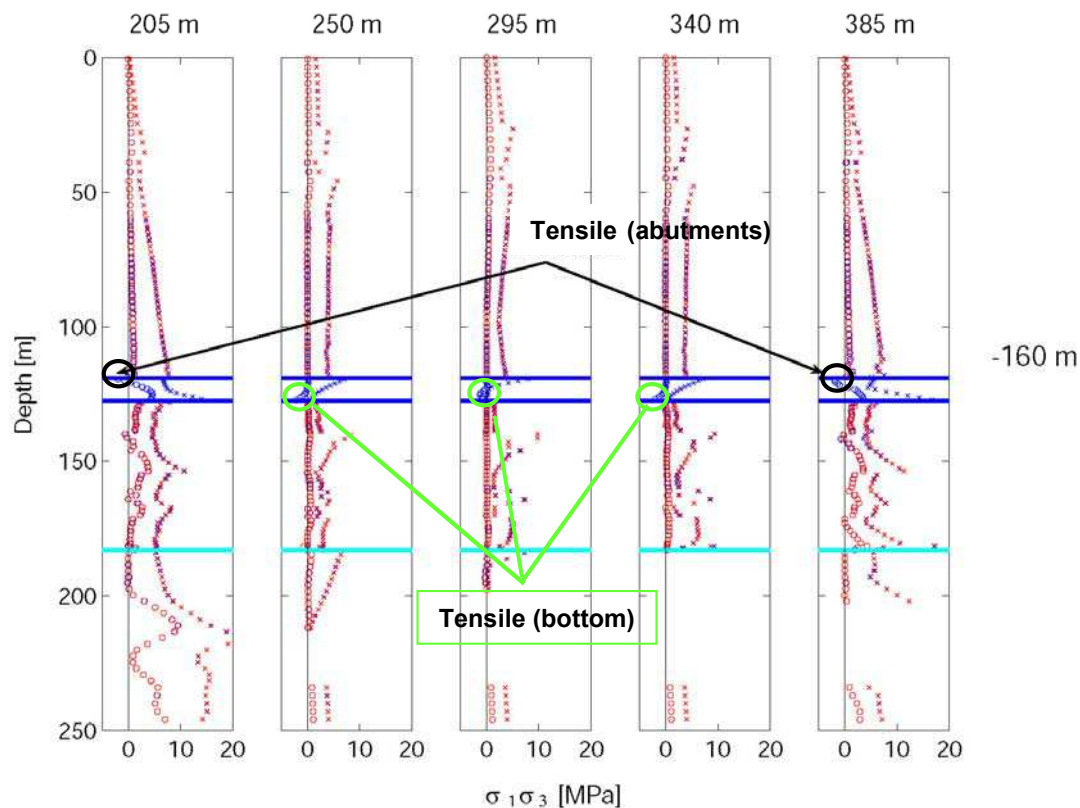 205 m 250 m 295 m 340 m 385 m
0
50
Tensile (abutments)
100
-160 m
Depth [m]
150
200
Tensile (bottom)
250
0 10 20 0 10 20 0 10 20 0 10 20 0 10 20
σ 1 σ 3 [MPa]